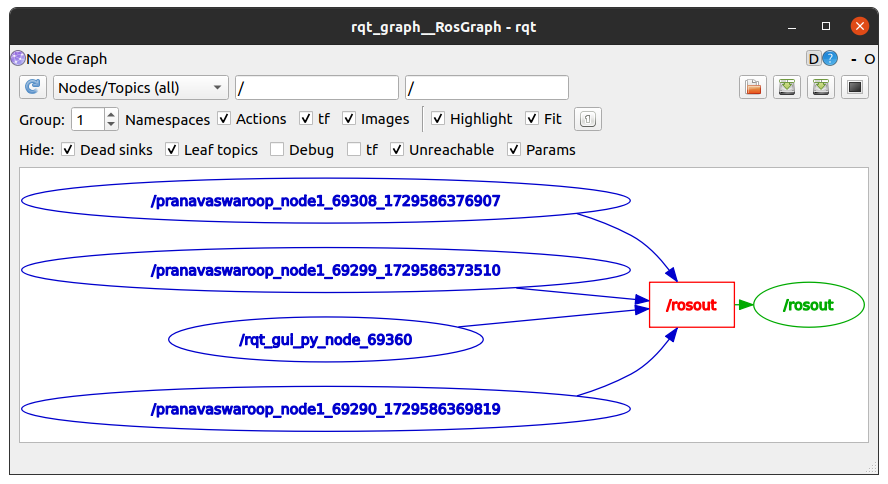 rqt_graph__RosGraph - rqt
Node Graph
D
- O
Nodes/Topics (all) / /
Group: 1 Namespaces Actions tf Images Highlight Fit
Hide: Dead sinks Leaf topics Debug tf Unreachable Params
/pranavaswaroop_node1_69308_1729586376907
/pranavaswaroop_node1_69299_1729586373510
/rosout
/rosout
/rqt_gui_py_node_69360
/pranavaswaroop_node1_69290_1729586369819